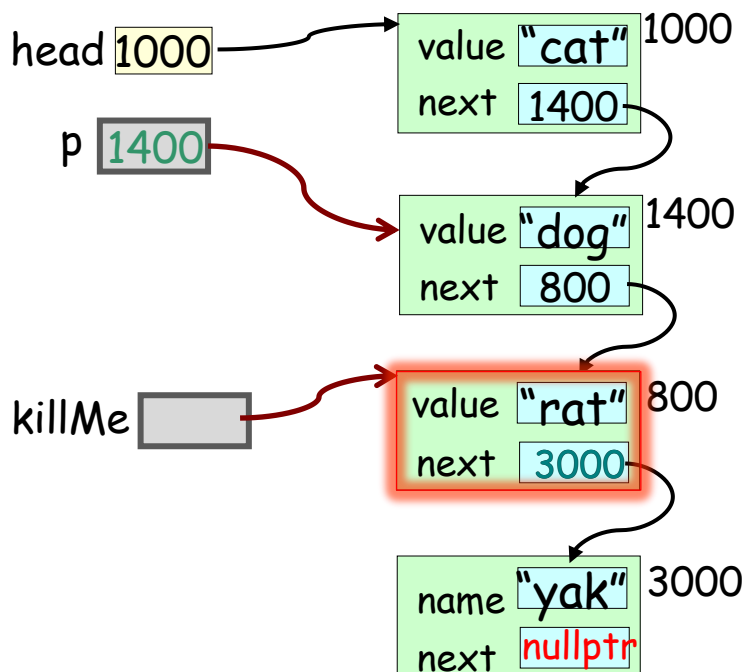 head 1000
value "cat" 1000
next 1400
p 1400
value "dog" 1400
next 800
killMe
value "rat" 800
next 3000
name "yak" 3000
next nullptr